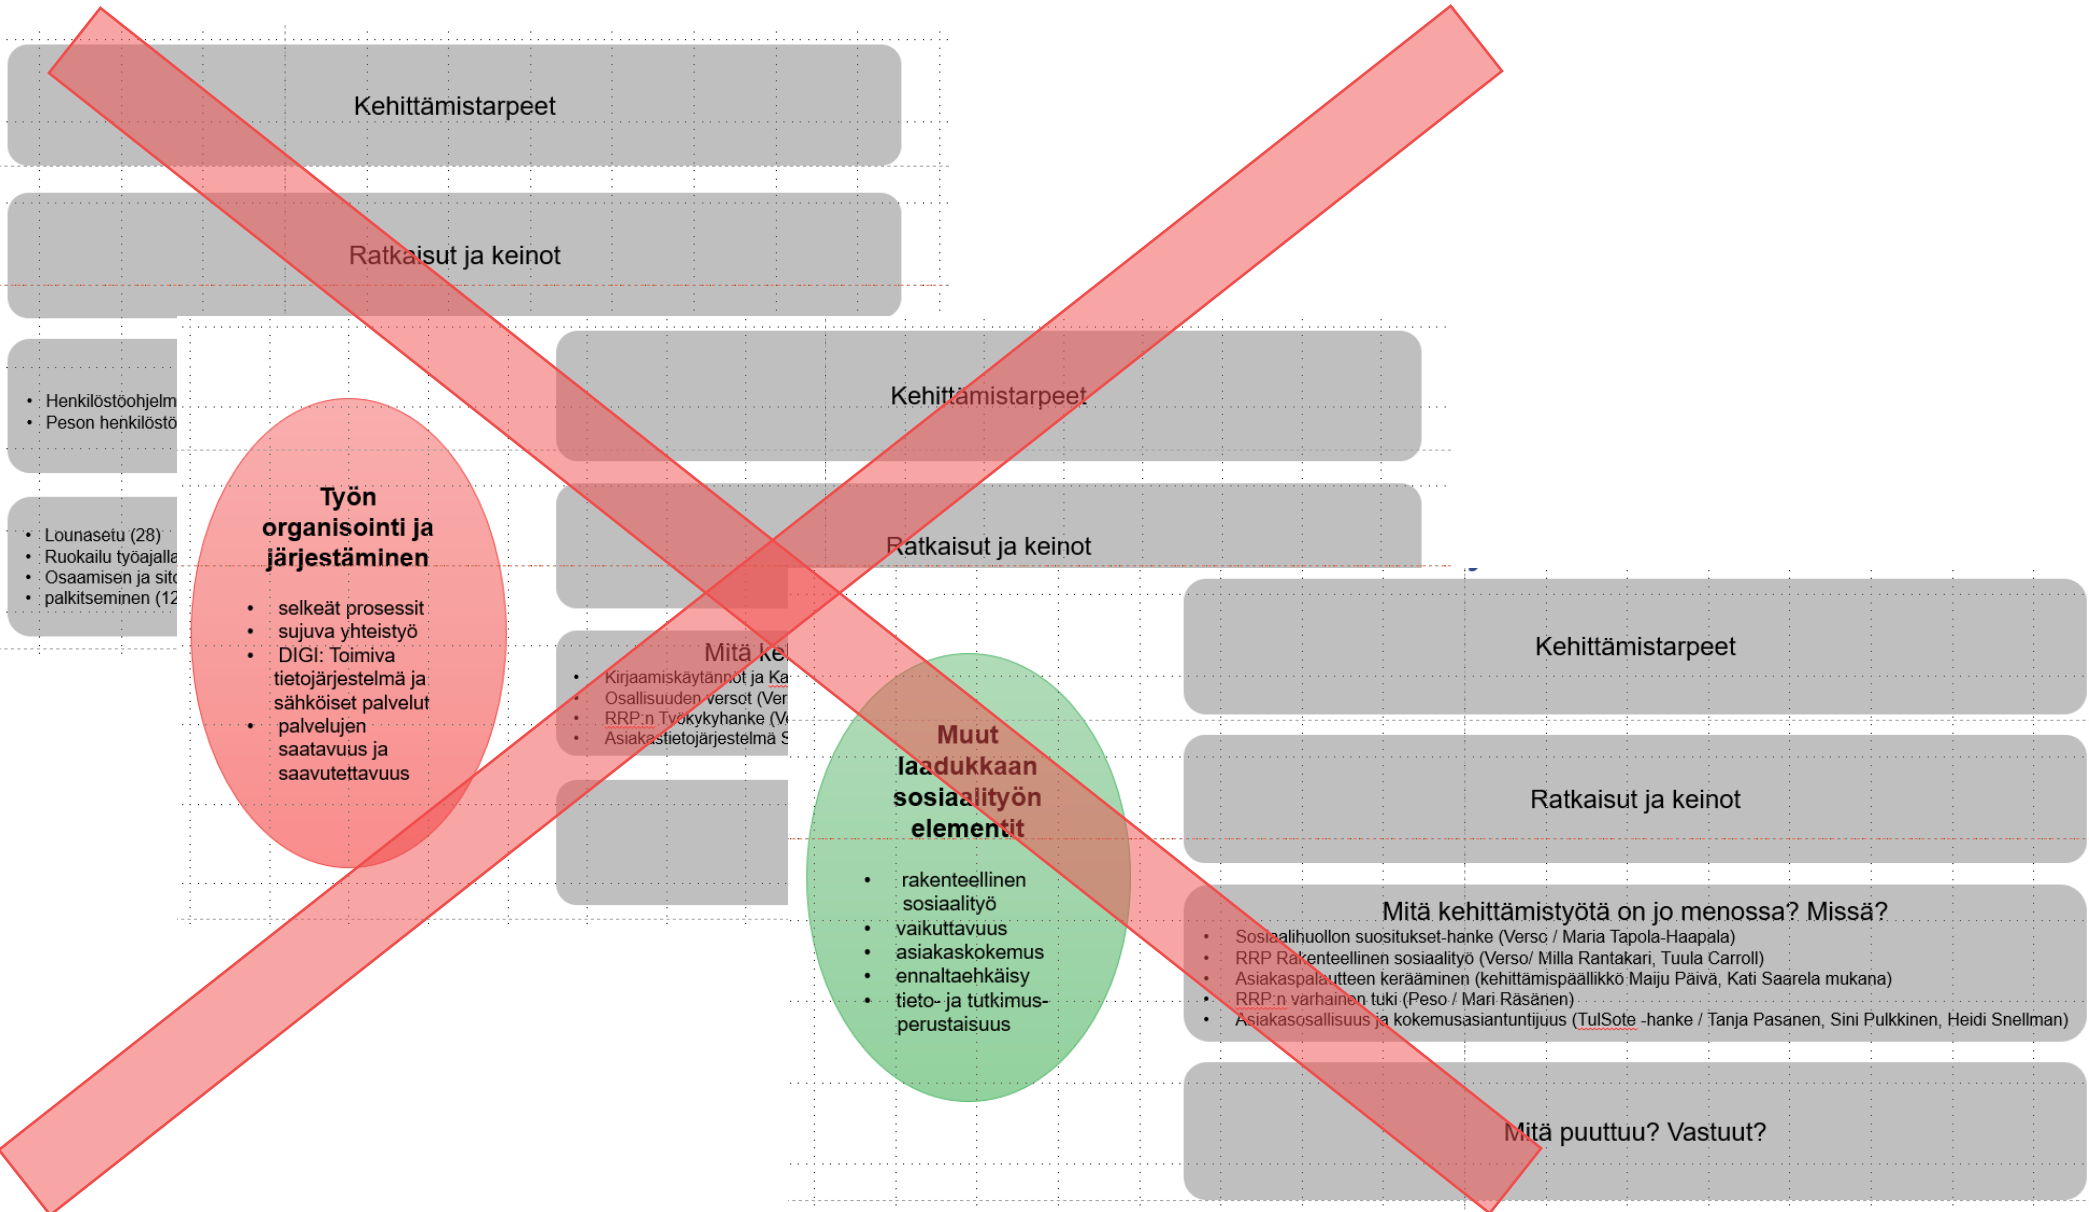 Kehittämistarpeet
Ratkaisut ja keinot
• Henkilöstöohjelm
• Peson henkilöstö
• Lounasetu (28)
• Ruokailu työajalla
• Osaamisen ja sito
• palkitseminen (12
Työn
organisointi ja
järjestäminen
• selkeät prosessit
• sujuva yhteistyö
• DIGI: Toimiva
tietojärjestelmä ja
sähköiset palvelut
• palvelujen
saatavuus ja
saavutettavuus
Kehittämistarpeet
Ratkaisut ja keinot
Mitä keh
• Kirjaamiskäytännöt ja Ka
• Osallisuuden versot (Ver
• RRP:n Työkykyhanke (Ve
• Asiakastietojärjestelmä S
Muut
laadukkaan
sosiaalityön
elementit
• rakenteellinen
sosiaalityö
• vaikuttavuus
• asiakaskokemus
• ennaltaehkäisy
• tieto- ja tutkimus-
perustaisuus
Kehittämistarpeet
Ratkaisut ja keinot
Mitä kehittämistyötä on jo menossa? Missä?
• Sosiaalihuollon suositukset-hanke (Verso / Maria Tapola-Haapala)
• RRP Rakenteellinen sosiaalityö (Verso/ Milla Rantakari, Tuula Carroll)
• Asiakaspalautteen kerääminen (kehittämispäällikkö Maiju Päivä, Kati Saarela mukana)
• RRP:n varhainen tuki (Peso / Mari Räsänen)
• Asiakasosallisuus ja kokemusasiantuntijuus (TulSote -hanke / Tanja Pasanen, Sini Pulkkinen, Heidi Snellman)
Mitä puuttuu? Vastuut?